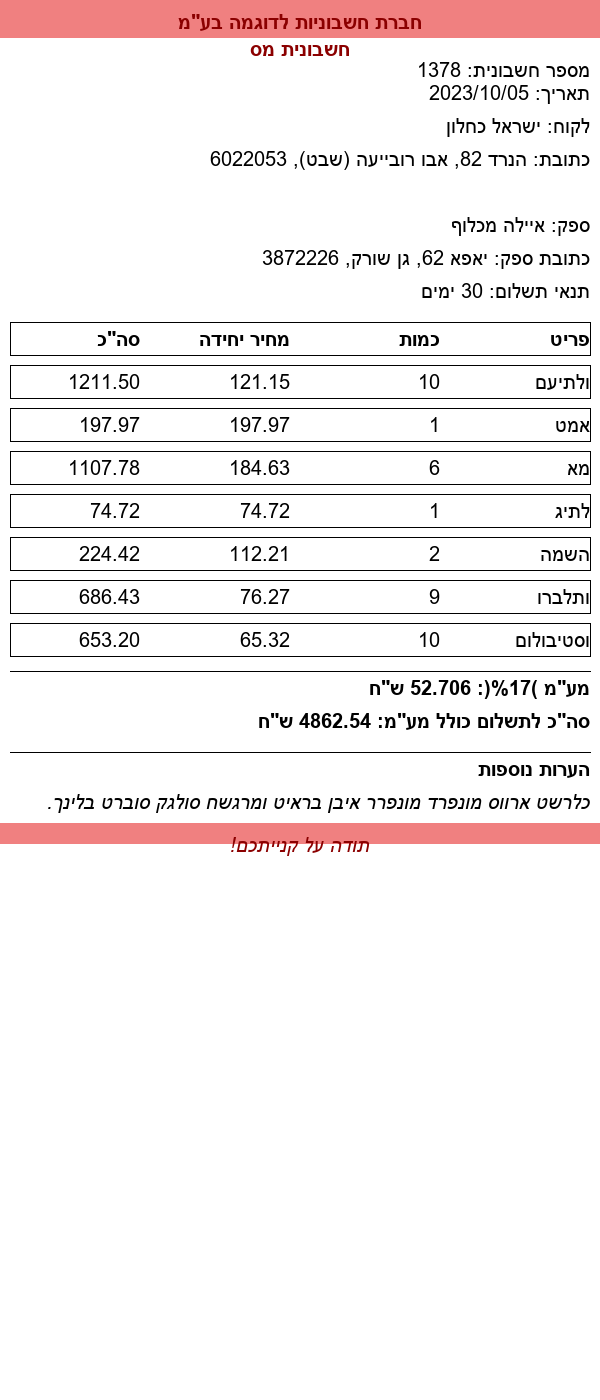 חברת חשבוניות לדוגמה בע"מ
חשבונית מס
מספר חשבונית: 1378
תאריך: 2023/10/05
לקוח: ישראל כחלון
כתובת: הנרד 82, אבו רובייעה (שבט), 6022053
ספק: איילה מכלוף
כתובת ספק: יאפא 62, גן שורק, 3872226
תנאי תשלום: 30 ימים
פריט כמות מחיר יחידה סה"כ
ולתיעם 10 121.15 1211.50
אמט 1 197.97 197.97
מא 6 184.63 1107.78
לתיג 1 74.72 74.72
השמה 2 112.21 224.42
ותלברו 9 76.27 686.43
וסטיבולום 10 65.32 653.20
מע"מ )17%(: 52.706 ש"ח
סה"כ לתשלום כולל מע"מ: 4862.54 ש"ח
הערות נוספות
כלרשט ארווס מונפרד מונפרר איבן בראיט ומרגשח סולגק סוברט בלינך.
תודה על קנייתכם!